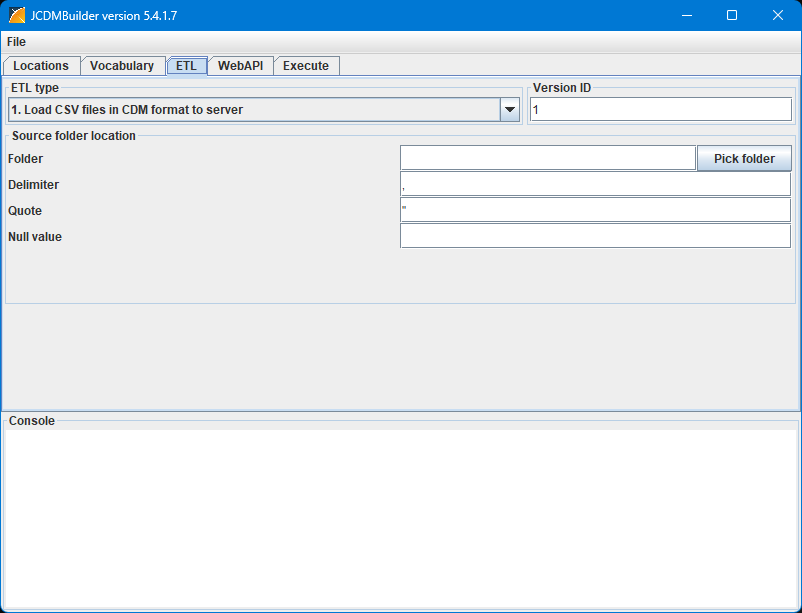 JCDMBuilder version 5.4.1.7
File
Locations Vocabulary ETL WebAPI Execute
ETL type Version ID
1. Load CSV files in CDM format to server 1
Source folder location
Folder Pick folder
Delimiter ,
Quote "
Null value
Console